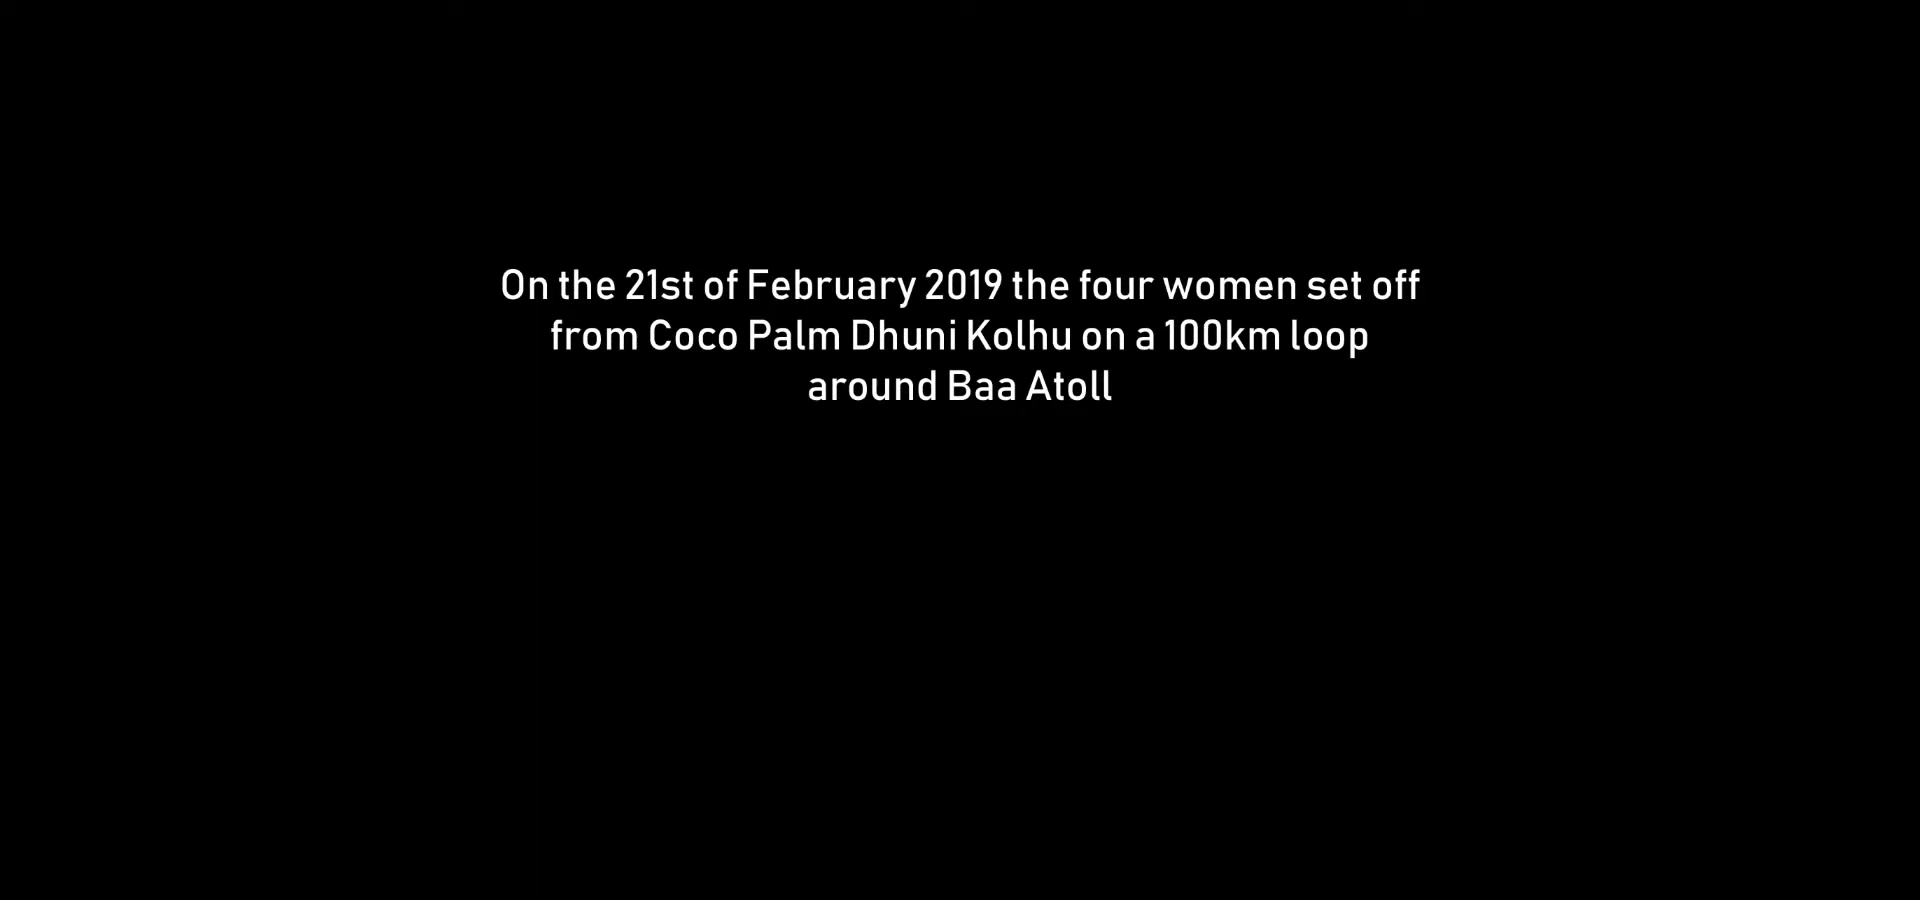 On the 21st of February 2019 the four women set off
from Coco Palm Dhuni Kolhu on a 100km loop
around Baa Atoll